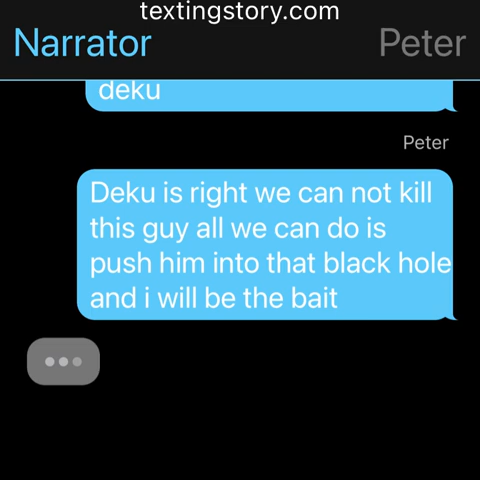 textingstory.com
Narrator Peter
deku
Peter
Deku is right we can not kill
this guy all we can do is
push him into that black hole
and i will be the bait